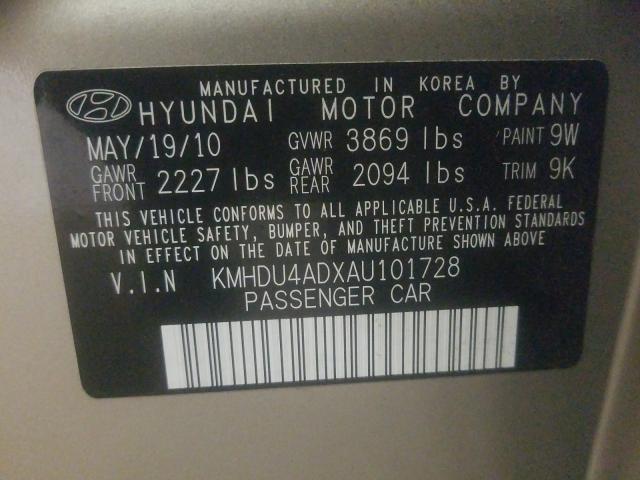 MANUFACTURED IN KOREA BY
HYUNDAI MOTOR COMPANY
MAY/19/10 GVWR 3869 lbs PAINT 9W
GAWR FRONT 2227 lbs GAWR REAR 2094 lbs TRIM 9K
THIS VEHICLE CONFORMS TO ALL APPLICABLE U.S.A. FEDERAL
MOTOR VEHICLE SAFETY, BUMPER, AND THEFT PREVENTION STANDARDS
IN EFFECT ON THE DATE OF MANUFACTURE SHOWN ABOVE
V.I.N KMHDU4ADXAU101728
PASSENGER CAR